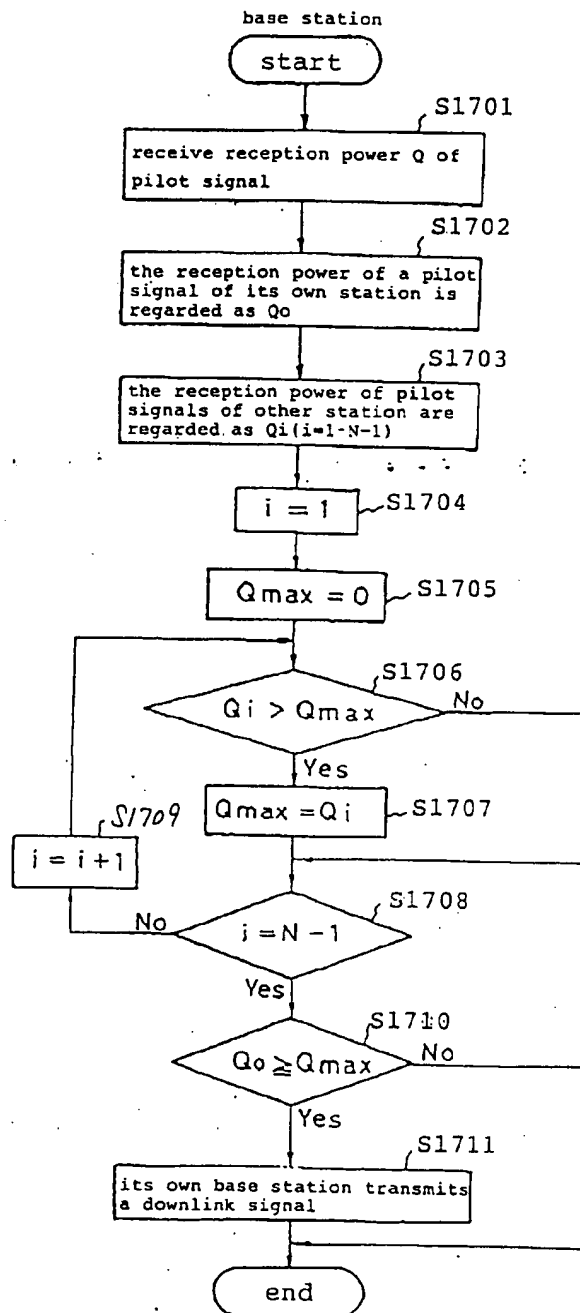 base station
start
S1701
receive reception power Q of
pilot signal
S1702
the reception power of a pilot
signal of its own station is
regarded as Qo
S1703
the reception power of pilot
signals of other station are
regarded as Qi(i=1-N-1)
i = 1
S1704
Qmax = 0
S1705
S1706
Qi > Qmax
No
Yes
Qmax = Qi
S1707
S1709
i = i+1
S1708
i = N-1
No
Yes
S1710
Qo ≧ Qmax
No
Yes
S1711
its own base station transmits
a downlink signal
end